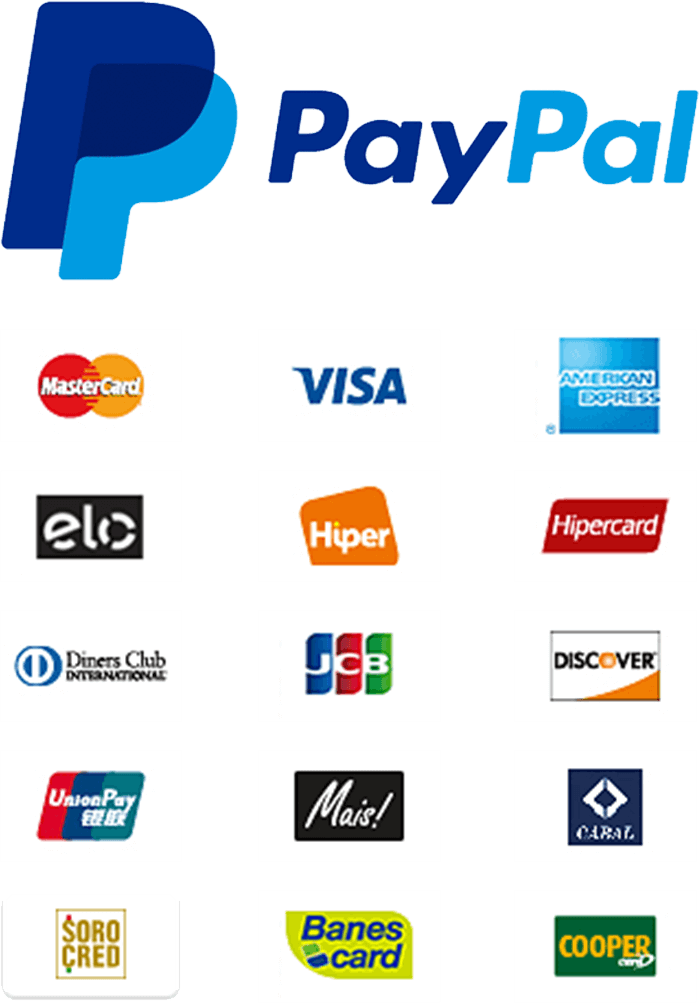 PayPal
MasterCard
VISA
AMERICAN
EXPRESS
®
elo
Hiper
Hipercard
Diners Club
INTERNATIONAL
JCB
DISCOVER
UnionPay
银联
Mais!
CABAL
SORO
CRED
Banes
card
COOPER
card